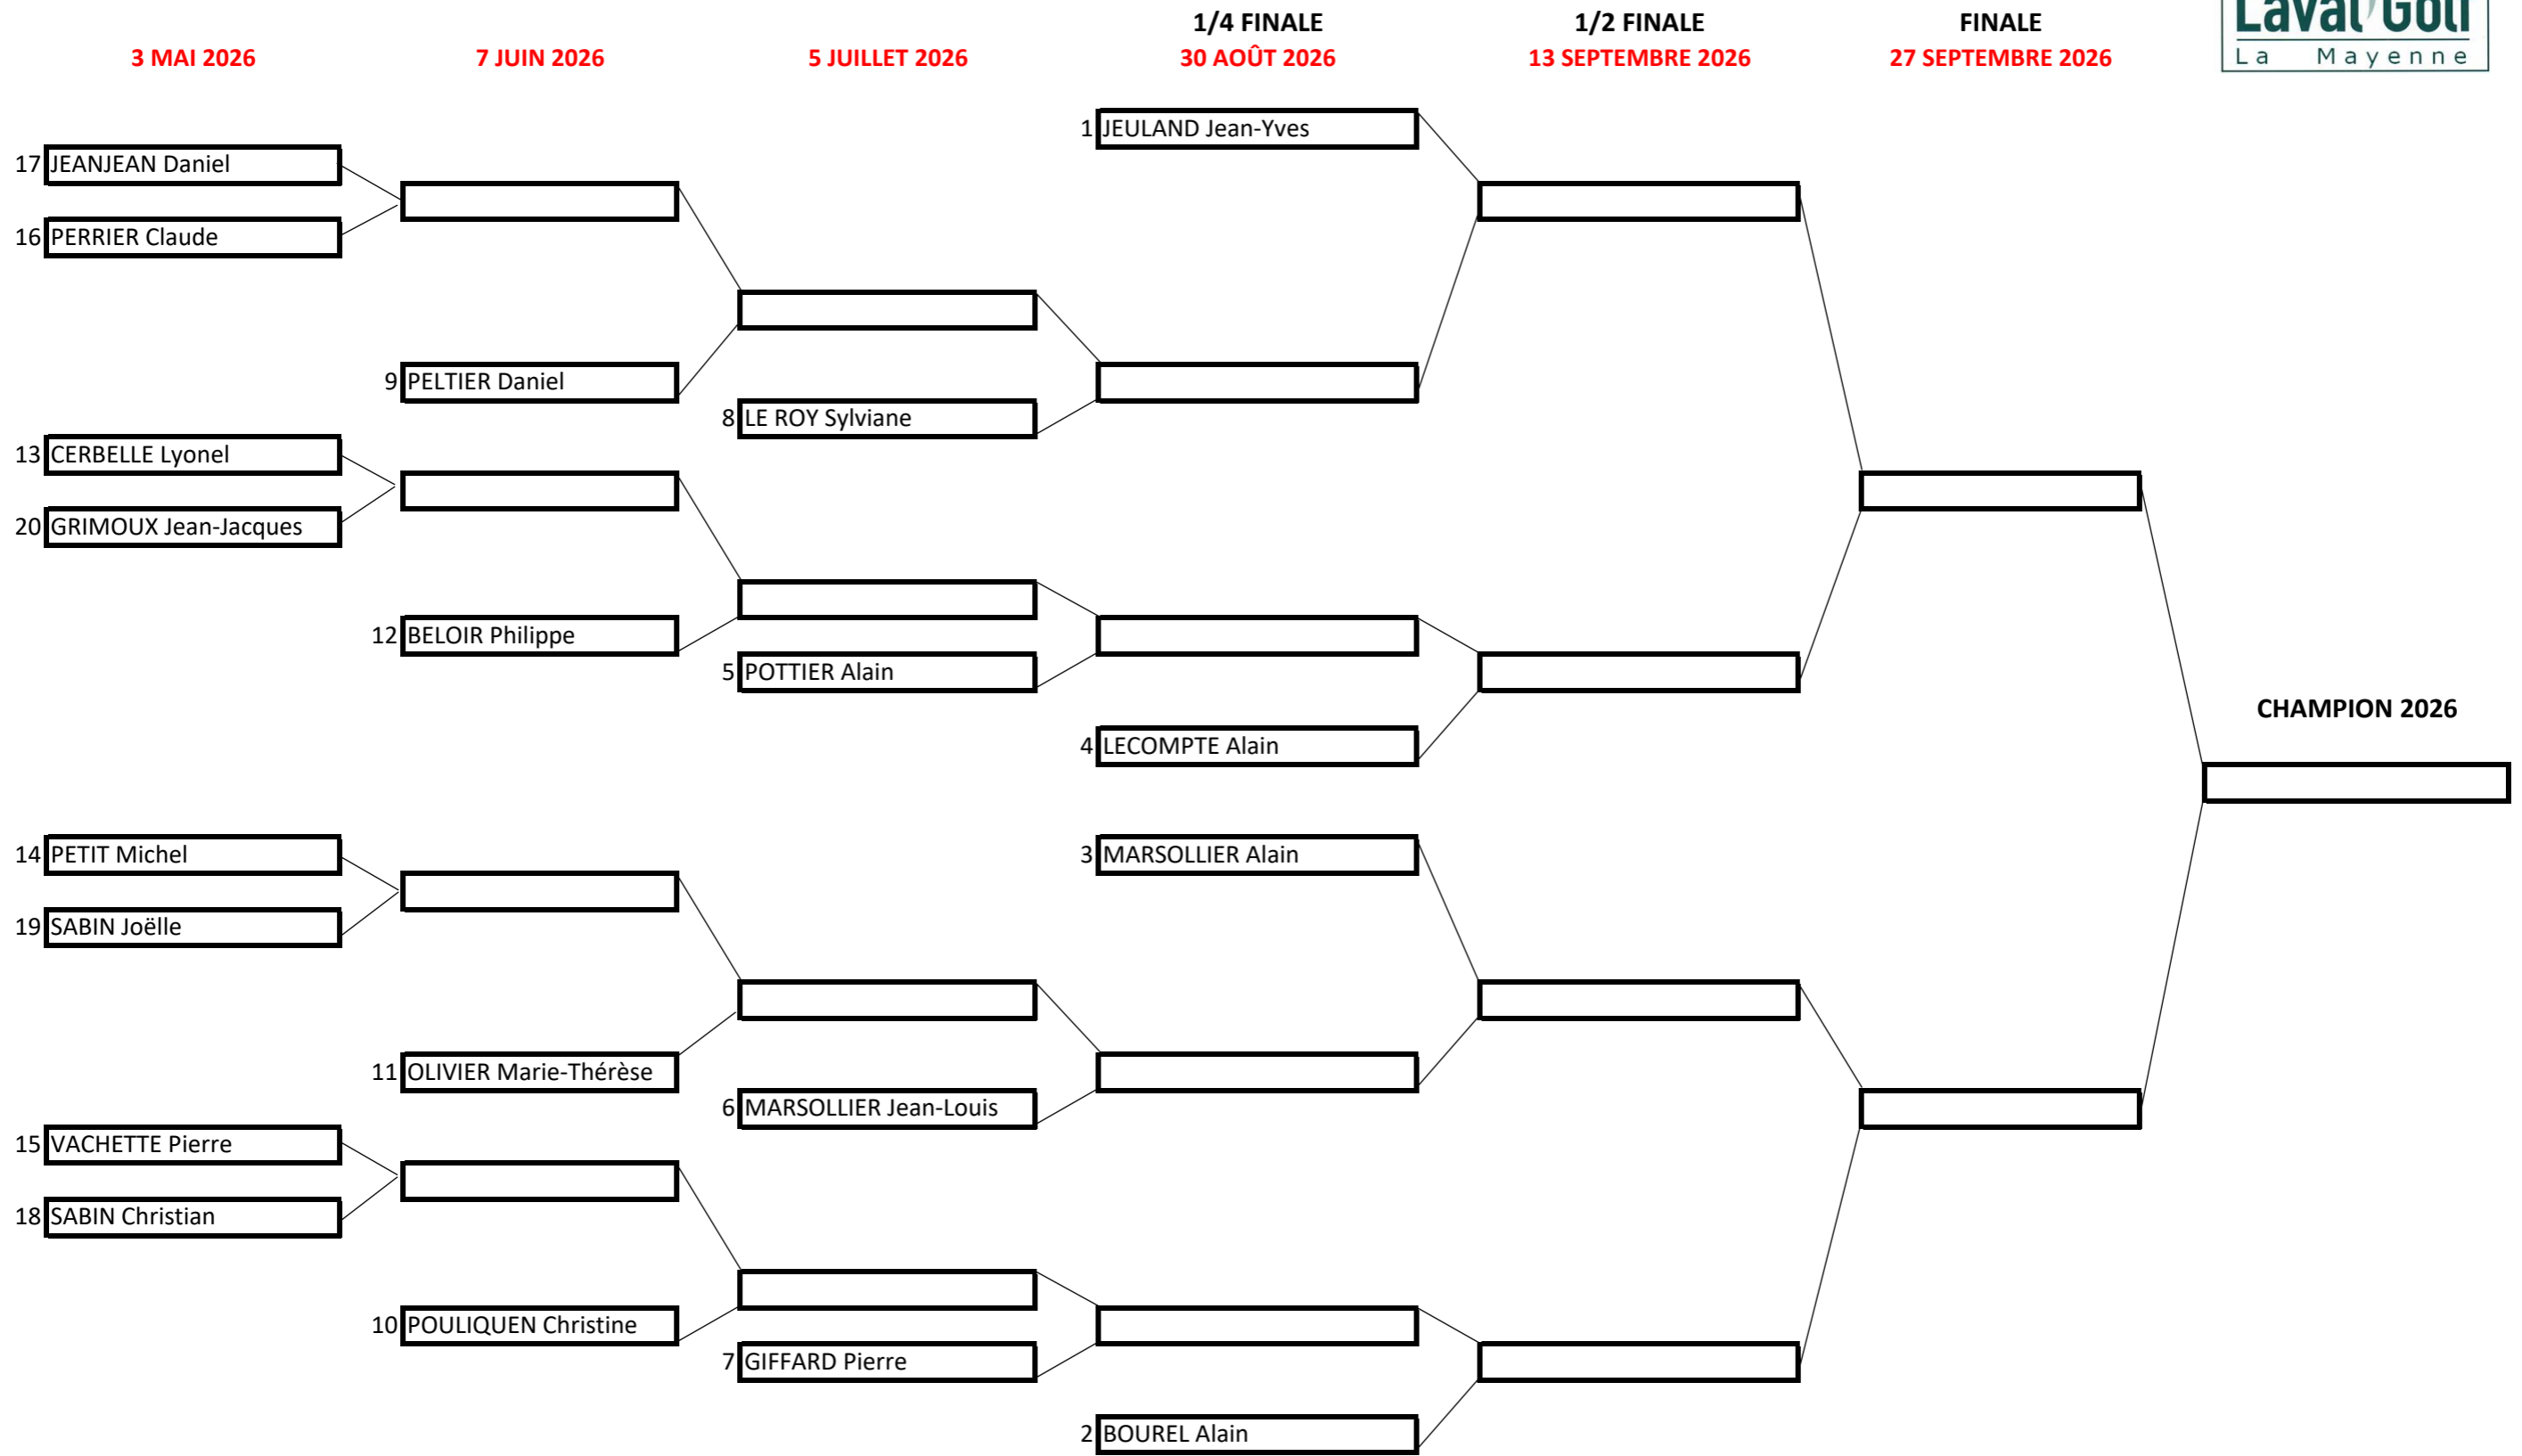 1/4 FINALE 1/2 FINALE FINALE
Laval Golf
La Mayenne
3 MAI 2026 7 JUIN 2026 5 JUILLET 2026 30 AOÛT 2026 13 SEPTEMBRE 2026 27 SEPTEMBRE 2026
1 JEULAND Jean-Yves
17 JEANJEAN Daniel
16 PERRIER Claude
9 PELTIER Daniel
8 LE ROY Sylviane
13 CERBELLE Lyonel
20 GRIMOUX Jean-Jacques
12 BELOIR Philippe
5 POTTIER Alain
CHAMPION 2026
4 LECOMPTE Alain
14 PETIT Michel
3 MARSOLLIER Alain
19 SABIN Joëlle
11 OLIVIER Marie-Thérèse
6 MARSOLLIER Jean-Louis
15 VACHETTE Pierre
18 SABIN Christian
10 POULIQUEN Christine
7 GIFFARD Pierre
2 BOUREL Alain